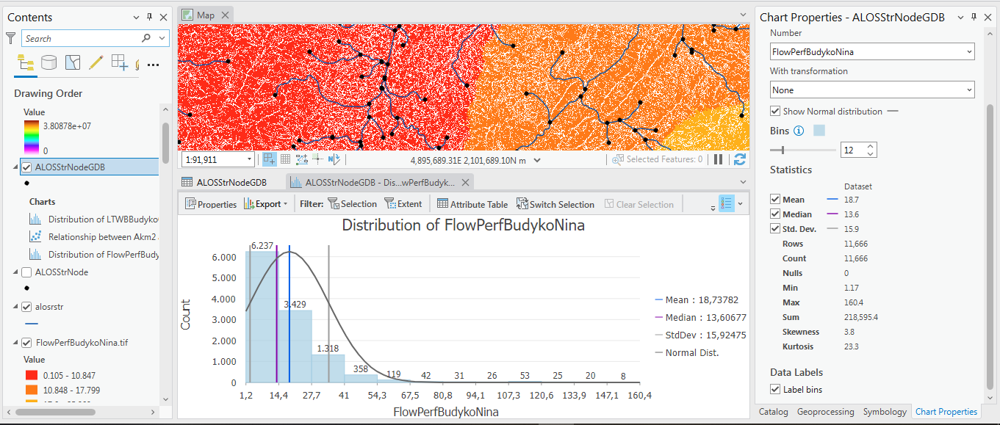 Contents
Search
Drawing Order
Value
3.80878e+07
0
ALOSStrNodeGDB
Charts
Distribution of LTWBBudyko
Relationship between Akm2
Distribution of FlowPerfBudy
ALOSStrNode
alosrstr
FlowPerfBudykoNina.tif
Value
0.105 - 10.847
10.848 - 17.799
Map
1:91,911
4,895,689.31E 2,101,689.10N m
Selected Features: 0
ALOSStrNodeGDB
ALOSStrNodeGDB - Dis...wPerfBudyk...
Properties
Export
Filter:
Selection
Extent
Attribute Table
Switch Selection
Clear Selection
Distribution of FlowPerfBudykoNina
Count
6.000
5.000
4.000
3.000
2.000
1.000
0
6.237
3.429
1.318
358
119
42
31
26
53
25
20
8
1,2
14,4
27,7
41
54,3
67,5
80,8
94,1
107,3
120,6
133,9
147,1
160,4
FlowPerfBudykoNina
Mean : 18,73782
Median : 13,60677
StdDev : 15,92475
Normal Dist.
Chart Properties - ALOSStrNodeGDB
Number
FlowPerfBudykoNina
With transformation
None
Show Normal distribution
Bins
12
Statistics
Dataset
Mean 18.7
Median 13.6
Std. Dev. 15.9
Rows 11,666
Count 11,666
Nulls 0
Min 1.17
Max 160.4
Sum 218,595.4
Skewness 3.8
Kurtosis 23.3
Data Labels
Label bins
Catalog
Geoprocessing
Symbology
Chart Properties